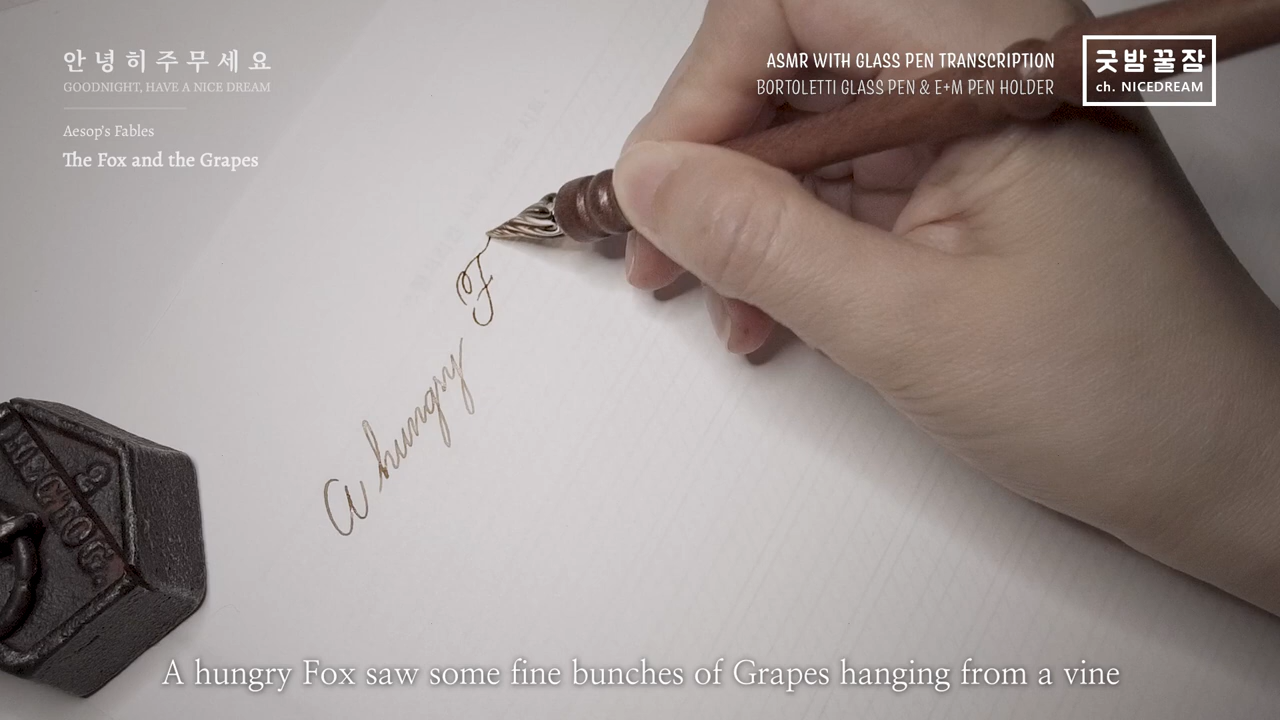 안녕히주무세요
GOODNIGHT, HAVE A NICE DREAM
Aesop's Fables
The Fox and the Grapes
ASMR WITH GLASS PEN TRANSCRIPTION
BORTOLETTI GLASS PEN & E+M PEN HOLDER
굿밤꿀잠
ch. NICEDREAM
A hungry F
2
A hungry Fox saw some fine bunches of Grapes hanging from a vine